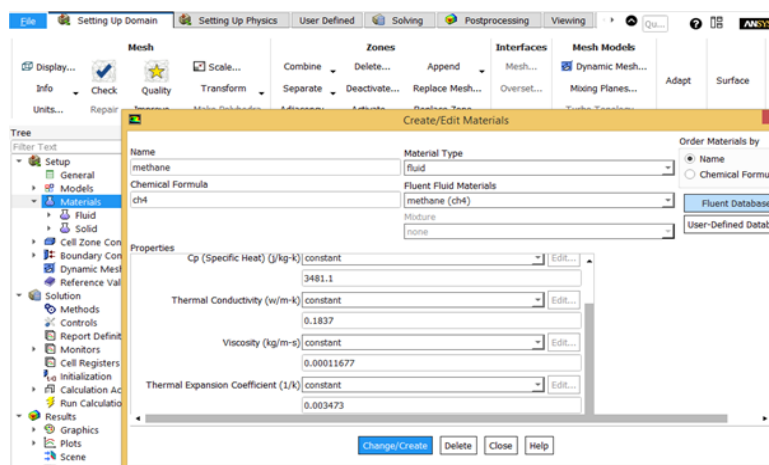 File Setting Up Domain Setting Up Physics User Defined Solving Postprocessing Viewing Qu... ANSYS
Mesh Zones Interfaces Mesh Models
Display... Scale... Combine Delete... Append Mesh... Dynamic Mesh...
Info Check Quality Transform Separate Deactivate... Replace Mesh... Overset... Mixing Planes... Adapt Surface
Units... Repair Improve
Tree
Create/Edit Materials
Filter Text
Setup
General
Models
Materials
Fluid
Solid
Cell Zone Con
Boundary Con
Dynamic Mesh
Reference Val
Solution
Methods
Controls
Report Definit
Monitors
Cell Registers
Initialization
Calculation Ac
Run Calculatio
Results
Graphics
Plots
Scene
Name
methane
Chemical Formula
ch4
Material Type
fluid
Fluent Fluid Materials
methane (ch4)
Mixture
none
Order Materials by
Name
Chemical Formu
Fluent Database
User-Defined Datab
Properties
Cp (Specific Heat) (j/kg-k) constant Edit...
3481.1
Thermal Conductivity (w/m-k) constant Edit...
0.1837
Viscosity (kg/m-s) constant Edit...
0.00011677
Thermal Expansion Coefficient (1/k) constant Edit...
0.003473
Change/Create Delete Close Help